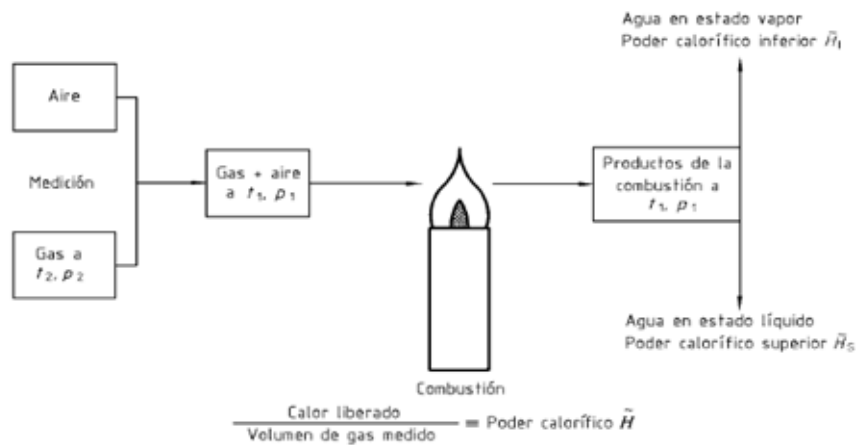 Aire
Medición
Gas a
t₂, p₂
Gas + aire
a t₁, p₁
Combustión
Productos de la
combustión a
t₁, p₁
Agua en estado vapor
Poder calorífico inferior H̃ᵢ
Agua en estado líquido
Poder calorífico superior H̃ₛ
Calor liberado
Volumen de gas medido
= Poder calorífico H̃